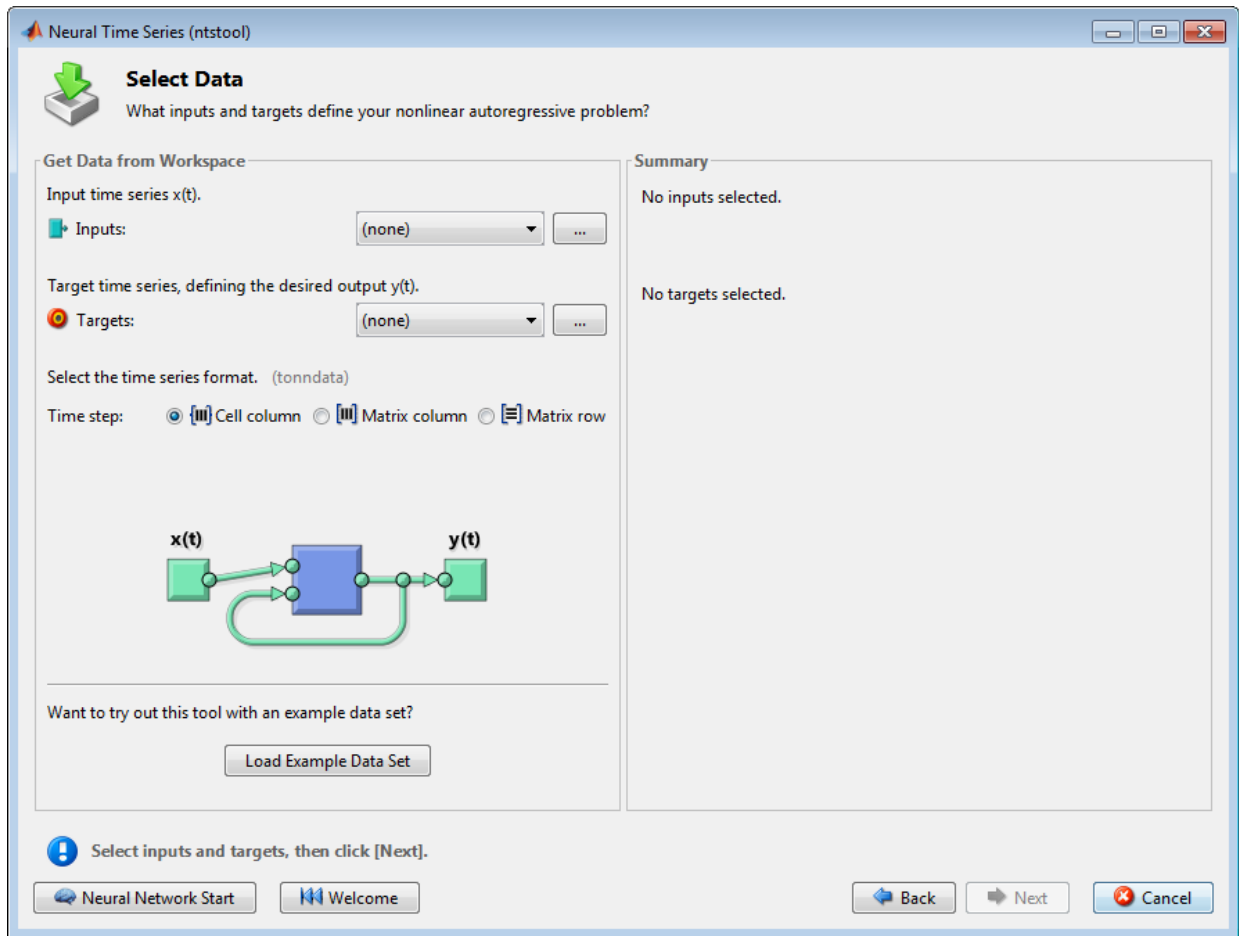 Neural Time Series (ntstool)
Select Data
What inputs and targets define your nonlinear autoregressive problem?
Get Data from Workspace
Input time series x(t).
Inputs: (none) ...
Target time series, defining the desired output y(t).
Targets: (none) ...
Select the time series format. (tonndata)
Time step: Cell column Matrix column Matrix row
x(t) y(t)
Want to try out this tool with an example data set?
Load Example Data Set
Summary
No inputs selected.
No targets selected.
Select inputs and targets, then click [Next].
Neural Network Start Welcome Back Next Cancel